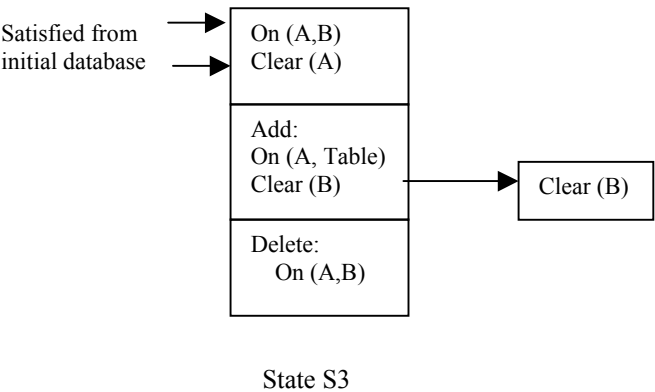 Satisfied from
initial database
On (A,B)
Clear (A)
Add:
On (A, Table)
Clear (B)
Delete:
On (A,B)
Clear (B)
State S3